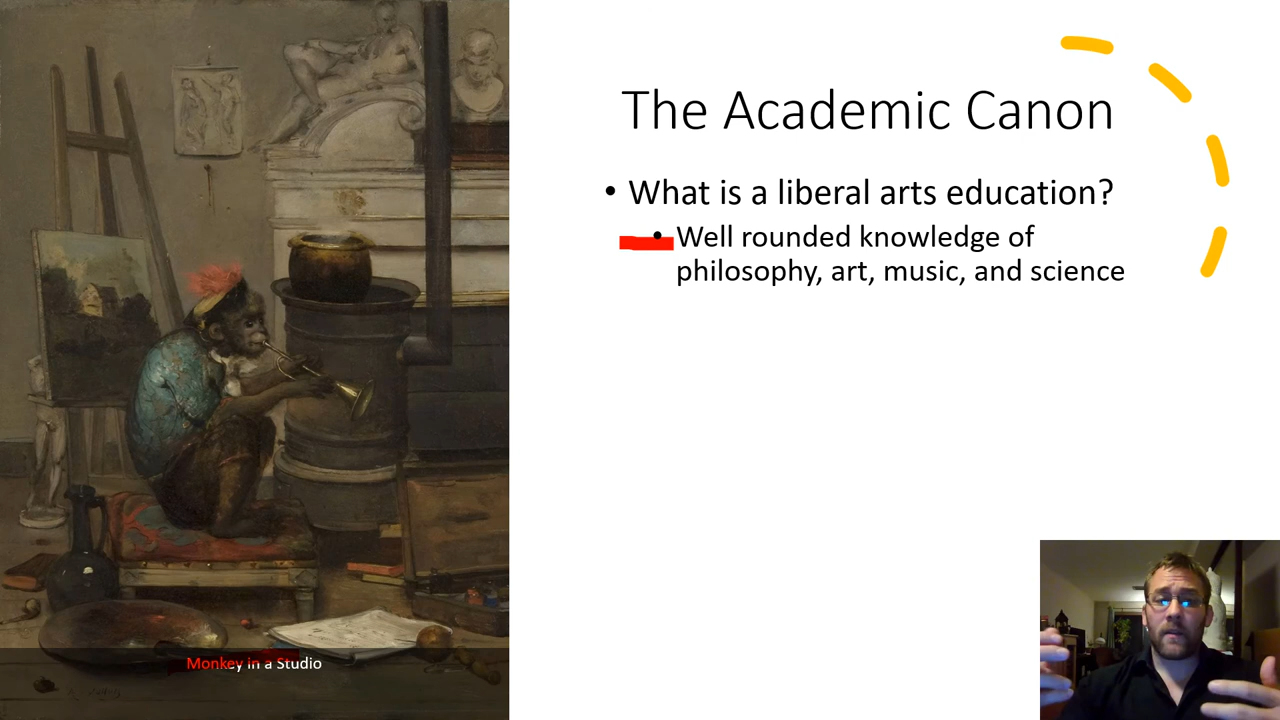 The Academic Canon
• What is a liberal arts education?
• Well rounded knowledge of
philosophy, art, music, and science
Monkey in a Studio